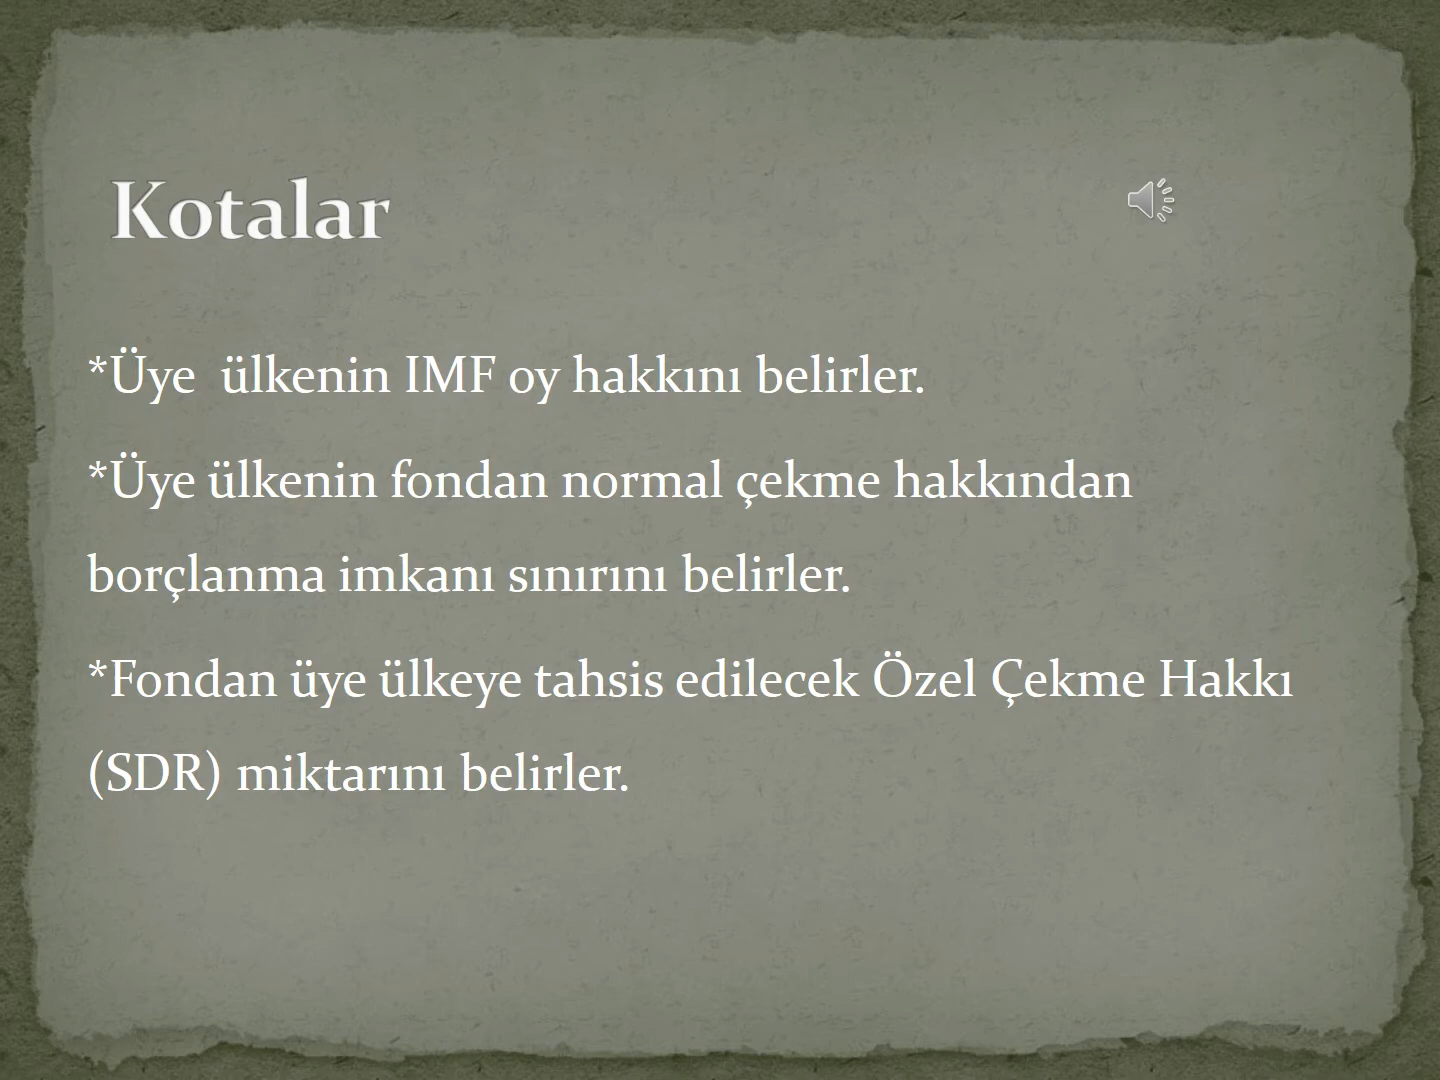 Kotalar
*Üye  ülkenin IMF oy hakkını belirler.
*Üye ülkenin fondan normal çekme hakkından
borçlanma imkanı sınırını belirler.
*Fondan üye ülkeye tahsis edilecek Özel Çekme Hakkı
(SDR) miktarını belirler.